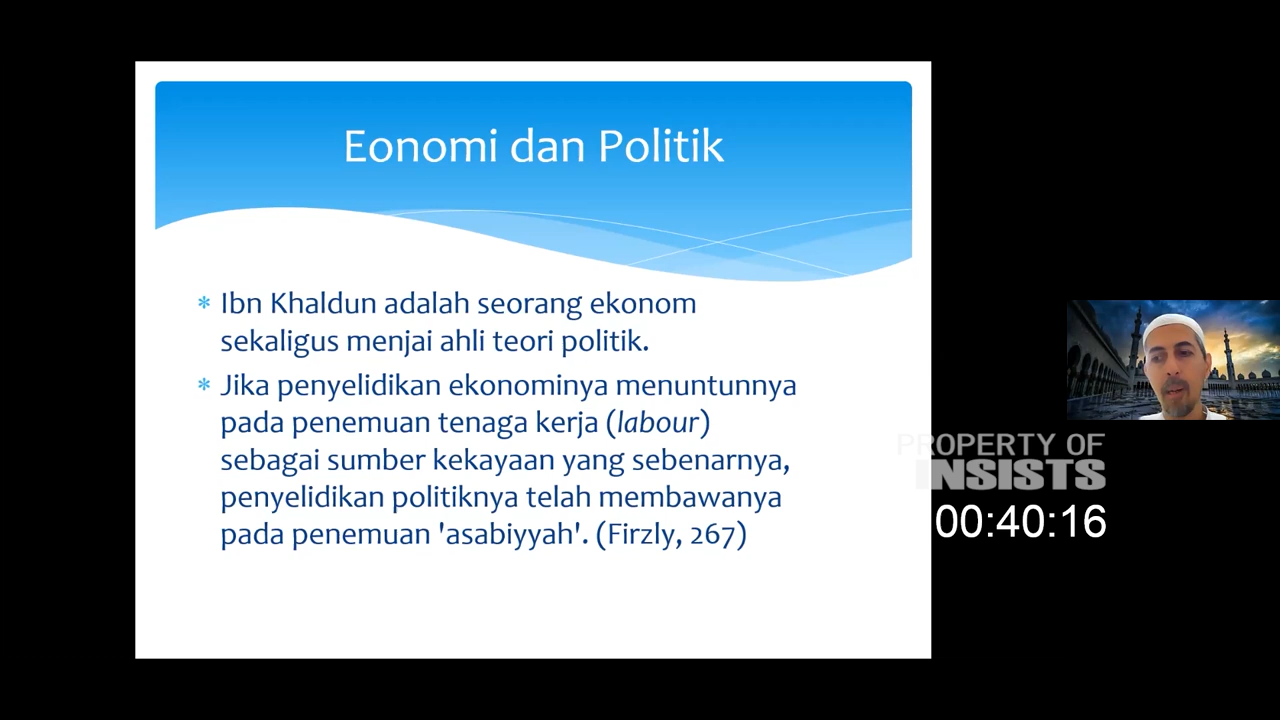 Eonomi dan Politik
* Ibn Khaldun adalah seorang ekonom
sekaligus menjai ahli teori politik.
* Jika penyelidikan ekonominya menuntunnya
pada penemuan tenaga kerja (labour)
sebagai sumber kekayaan yang sebenarnya,
penyelidikan politiknya telah membawanya
pada penemuan 'asabiyyah'. (Firzly, 267)
PROPERTY OF
INSISTS
00:40:16